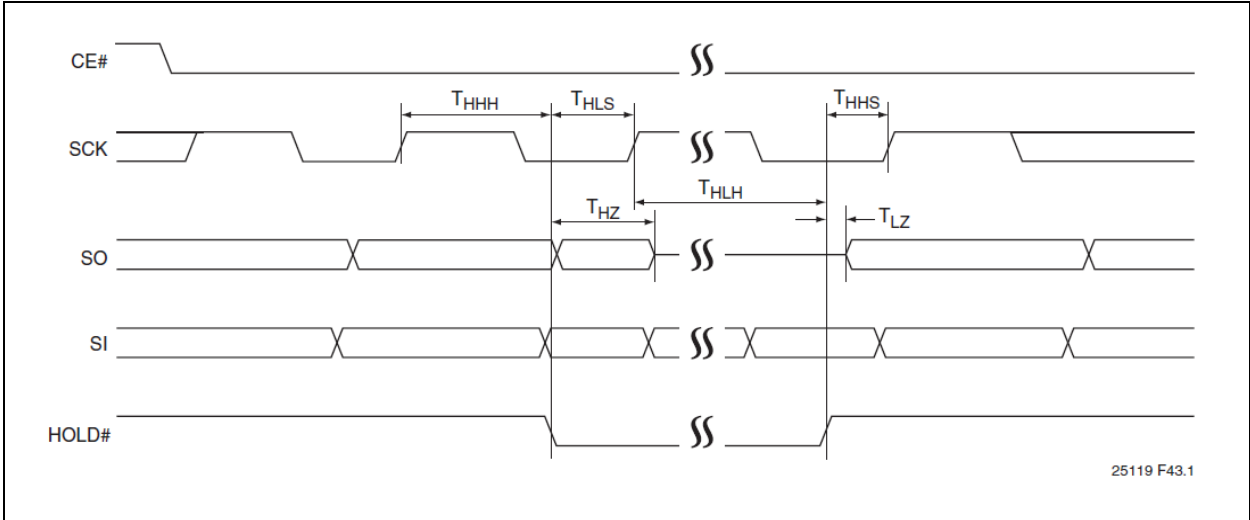 CE#
THHH THLS THHS
SCK
THLH
THZ TLZ
SO
SI
HOLD#
25119 F43.1